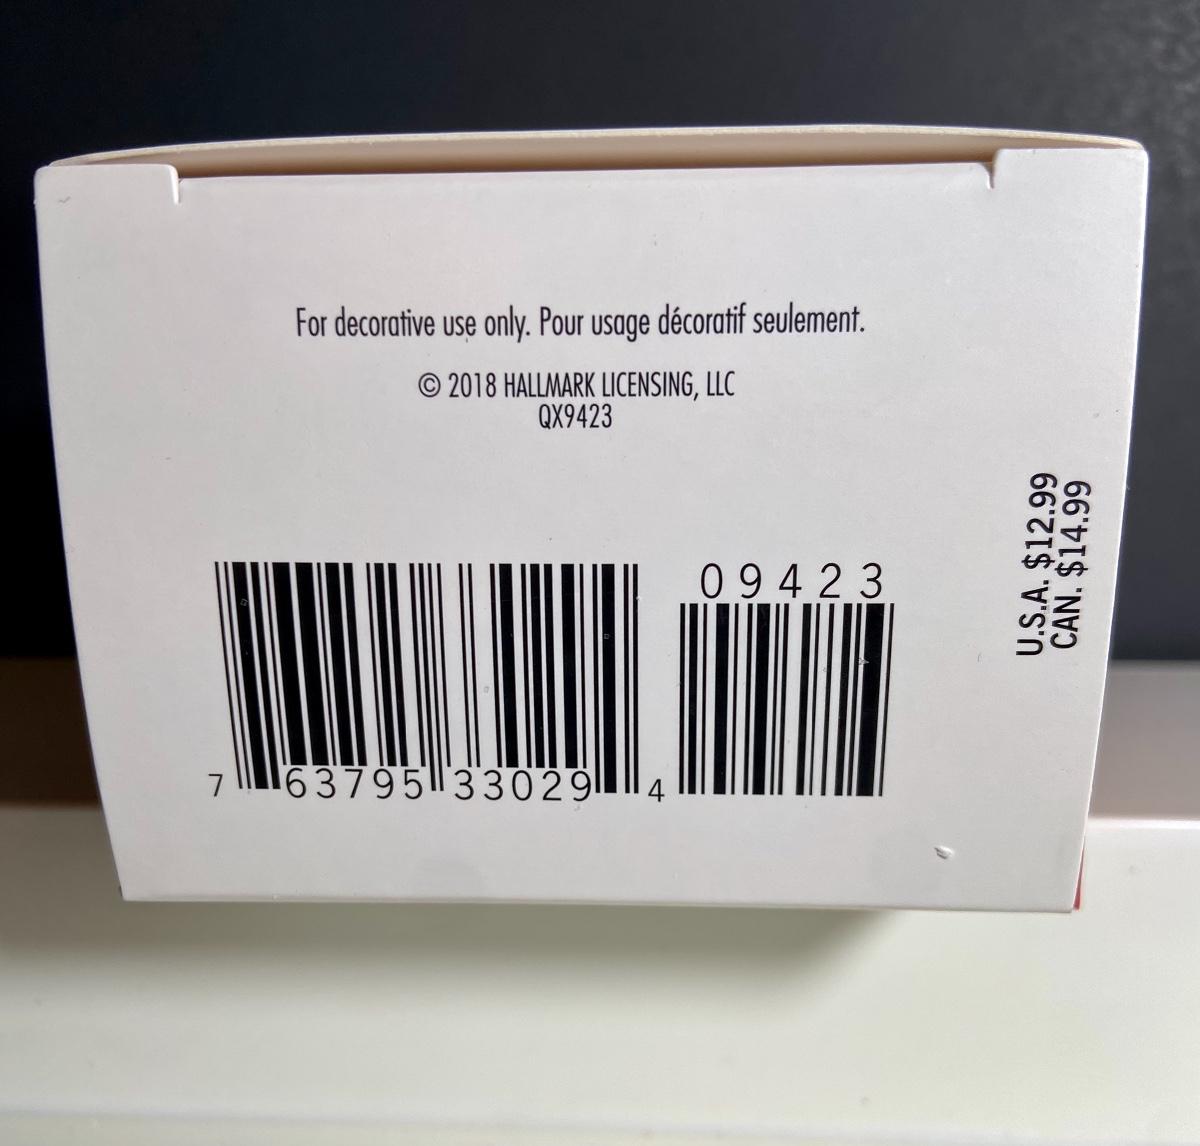 For decorative use only. Pour usage décoratif seulement.
© 2018 HALLMARK LICENSING, LLC
QX9423
U.S.A. $12.99
CAN. $14.99
09423
7 63795 33029 4